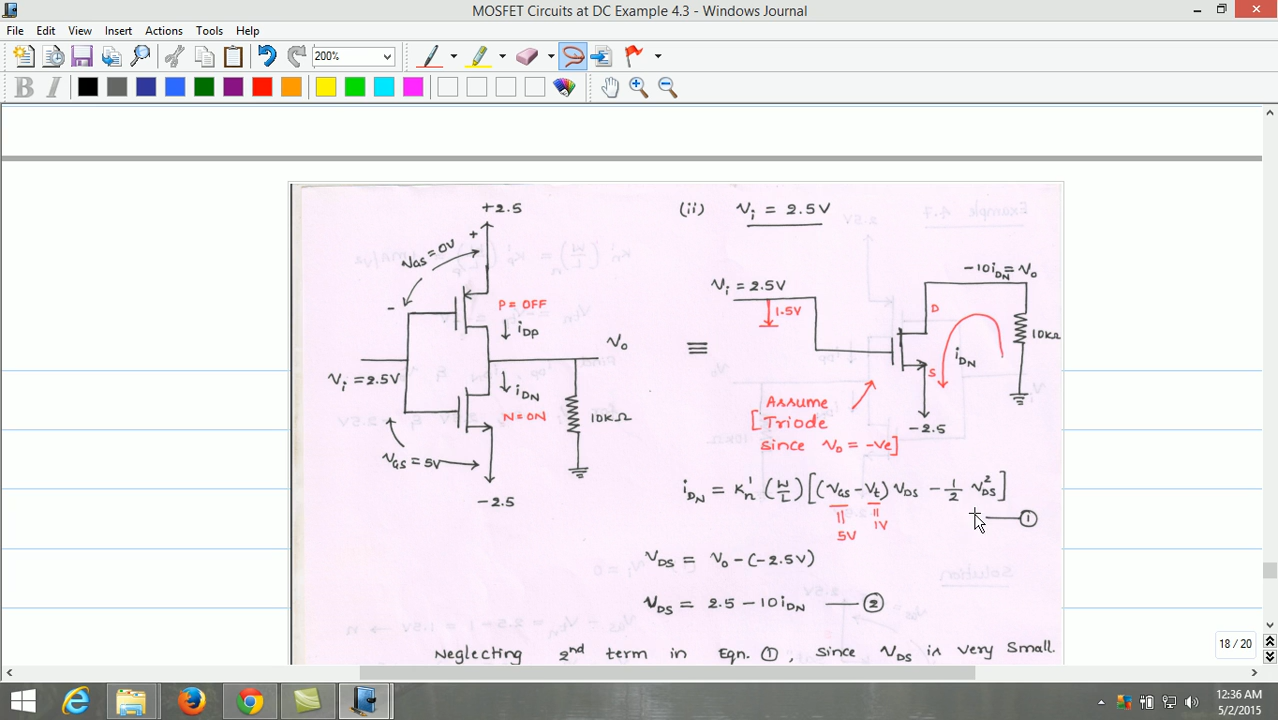 MOSFET Circuits at DC Example 4.3 - Windows Journal
File Edit View Insert Actions Tools Help
200%
B I
+2.5
(ii) Vi = 2.5V
VGS = 0V
+
-
P = OFF
iDP
Vo
Vi = 2.5V
iDN
N = ON
10KΩ
VGS = 5V
-2.5
≡
Vi = 2.5V
1.5V
-10iDN = Vo
D
10KΩ
iDN
S
-2.5
Assume
[Triode
since Vo = -ve]
iDN = Kn' (W/L) [(VGS - Vt) VDS - 1/2 VDS²]
①
5V
1V
VDS = Vo - (-2.5V)
VDS = 2.5 - 10iDN — ②
Neglecting 2nd term in Eqn. ①, since VDS is very small.
18 / 20
12:36 AM
5/2/2015